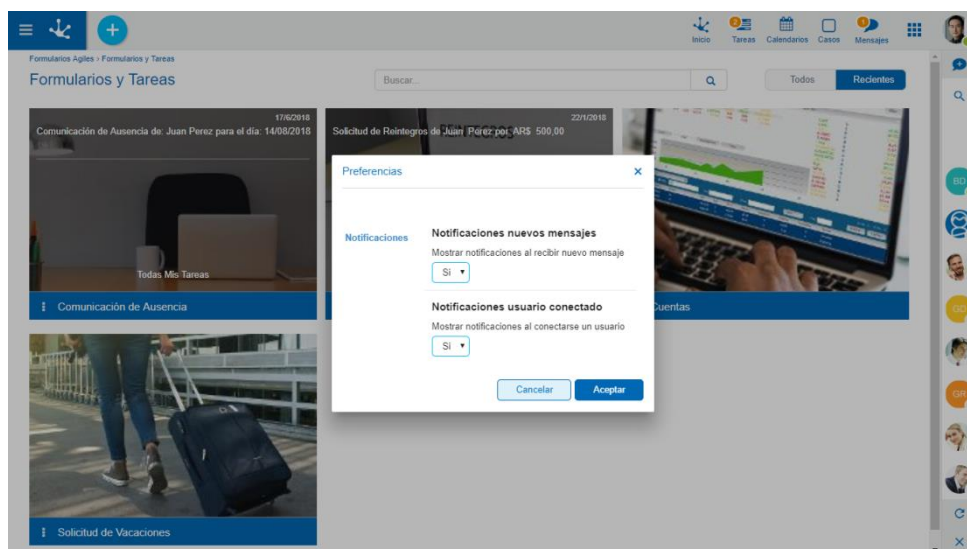 2
1
Inicio
Tareas
Calendarios
Casos
Mensajes
Formularios Agiles > Formularios y Tareas
Formularios y Tareas
Buscar...
Todos
Recientes
17/6/2018
Comunicación de Ausencia de: Juan Perez para el día: 14/08/2018
22/1/2018
Solicitud de Reintegros de Juan Perez por AR$ 500,00
Preferencias
Notificaciones
Notificaciones nuevos mensajes
Mostrar notificaciones al recibir nuevo mensaje
Si
Notificaciones usuario conectado
Mostrar notificaciones al conectarse un usuario
Si
Cancelar
Aceptar
Todas Mis Tareas
Comunicación de Ausencia
Cuentas
Solicitud de Vacaciones
BD
GD
GR